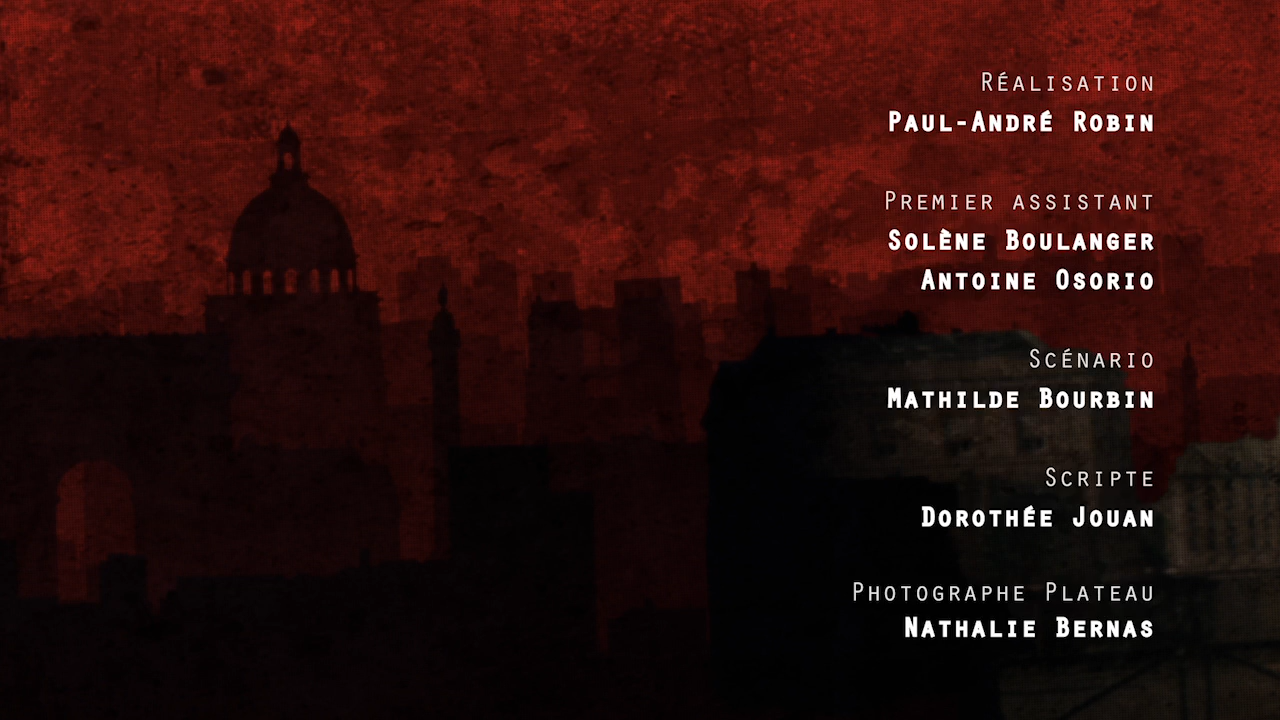 Réalisation
Paul-André Robin
Premier assistant
Solène Boulanger
Antoine Osorio
Scénario
Mathilde Bourbin
Scripte
Dorothée Jouan
Photographe Plateau
Nathalie Bernas